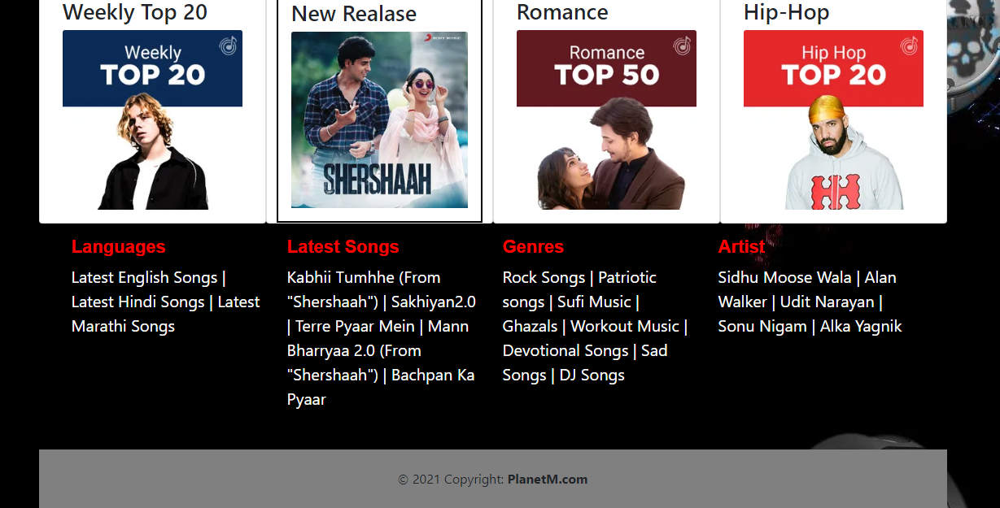 Weekly Top 20
New Realase
Romance
Hip-Hop
Weekly
TOP 20
SONY MUSIC
SHERSHAAH
Romance
TOP 50
Hip Hop
TOP 20
HH
Languages
Latest English Songs |
Latest Hindi Songs | Latest
Marathi Songs
Latest Songs
Kabhii Tumhhe (From
"Shershaah") | Sakhiyan2.0
| Terre Pyaar Mein | Mann
Bharryaa 2.0 (From
"Shershaah") | Bachpan Ka
Pyaar
Genres
Rock Songs | Patriotic
songs | Sufi Music |
Ghazals | Workout Music |
Devotional Songs | Sad
Songs | DJ Songs
Artist
Sidhu Moose Wala | Alan
Walker | Udit Narayan |
Sonu Nigam | Alka Yagnik
© 2021 Copyright: PlanetM.com